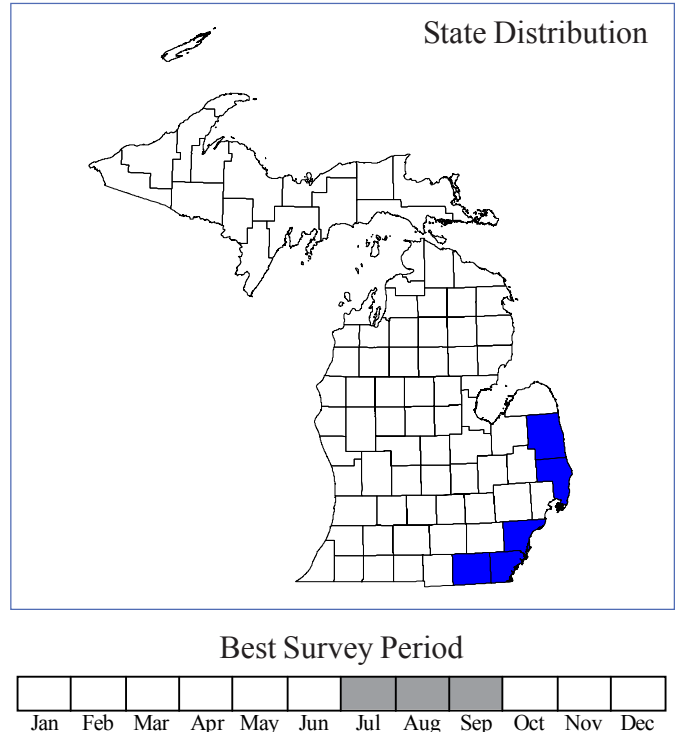 State Distribution
Best Survey Period
Jan Feb Mar Apr May Jun Jul Aug Sep Oct Nov Dec